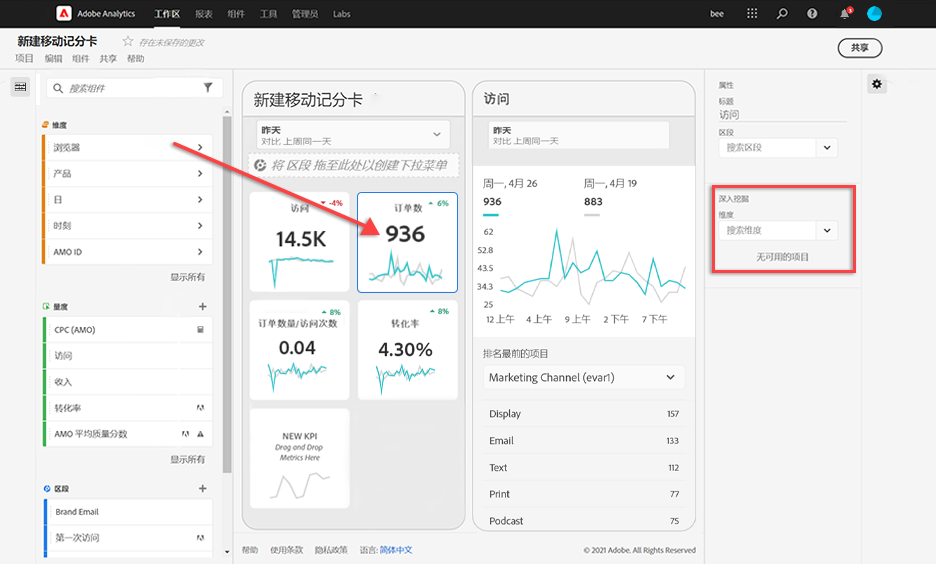 Adobe Analytics
工作区
报表
组件
工具
管理员
Labs
bee
新建移动记分卡
存在未保存的更改
项目
编辑
组件
共享
帮助
共享
搜索组件
维度
浏览器
产品
日
时刻
AMO ID
显示所有
量度
CPC (AMO)
访问
收入
转化率
AMO 平均质量分数
显示所有
区段
Brand Email
第一次访问
新建移动记分卡
昨天
对比 上周同一天
将 区段 拖至此处以创建下拉菜单
访问
-4%
14.5K
订单数
6%
936
订单数量/访问次数
8%
0.04
转化率
8%
4.30%
NEW KPI
Drag and Drop
Metrics Here
访问
昨天
对比 上周同一天
周一, 4月 26
周一, 4月 19
936
883
62
52.8
43.5
34.3
25
12 上午
4 上午
9 上午
2 下午
7 下午
排名最前的项目
Marketing Channel (evar1)
Display 157
Email 133
Text 112
Print 77
Podcast 75
属性
标题
访问
区段
搜索区段
深入挖掘
维度
搜索维度
无可用的项目
帮助
使用条款
隐私政策
语言: 简体中文
© 2021 Adobe. All Rights Reserved